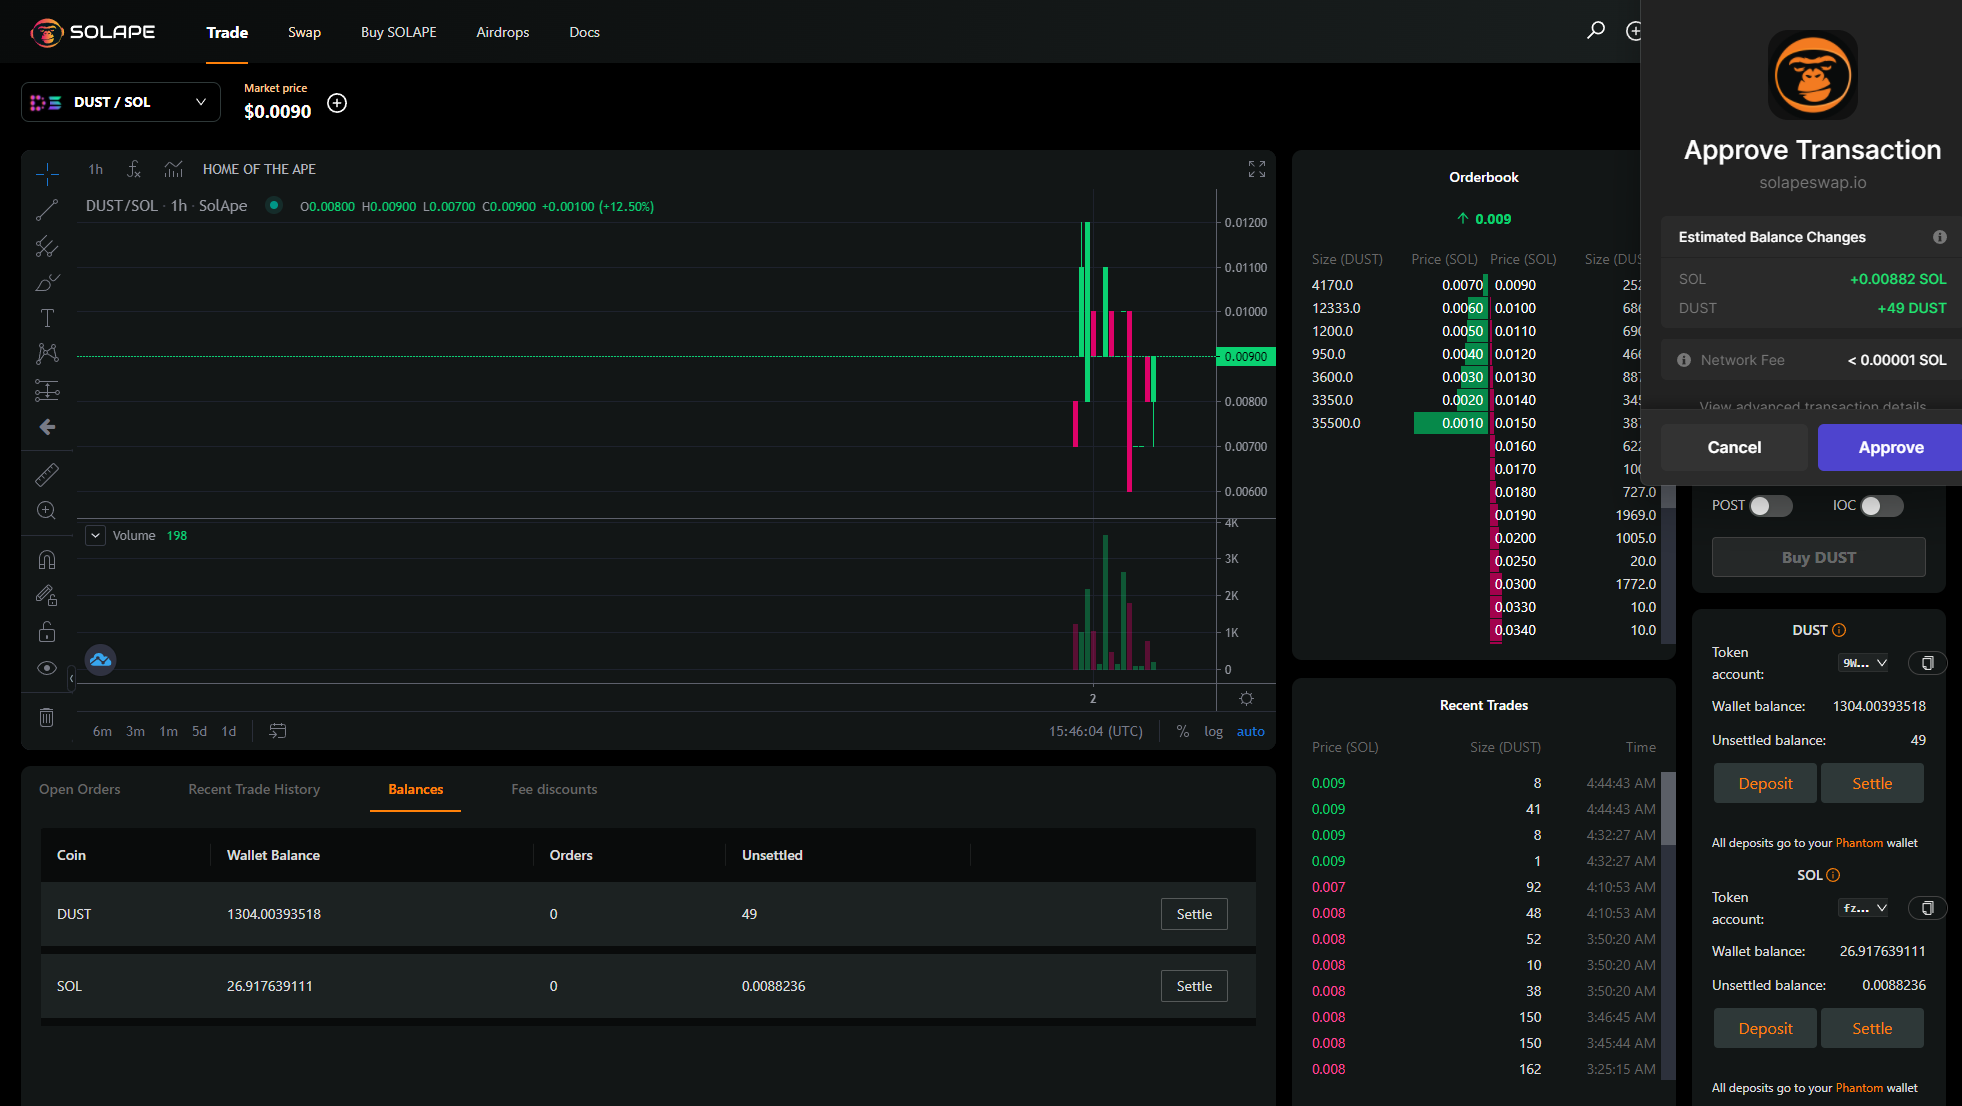 SOLAPE
Trade
Swap
Buy SOLAPE
Airdrops
Docs
DUST / SOL
Market price
$0.0090
1h
HOME OF THE APE
DUST/SOL · 1h · SolApe
O0.00800 H0.00900 L0.00700 C0.00900 +0.00100 (+12.50%)
0.01200
0.01100
0.01000
0.00900
0.00800
0.00700
0.00600
Volume 198
4K
3K
2K
1K
0
2
6m 3m 1m 5d 1d
15:46:04 (UTC)
% log auto
Orderbook
0.009
Size (DUST) Price (SOL) Price (SOL)
4170.0 0.0070 0.0090
12333.0 0.0060 0.0100
1200.0 0.0050 0.0110
950.0 0.0040 0.0120
3600.0 0.0030 0.0130
3350.0 0.0020 0.0140
35500.0 0.0010 0.0150
0.0160
0.0170
0.0180 727.0
0.0190 1969.0
0.0200 1005.0
0.0250 20.0
0.0300 1772.0
0.0330 10.0
0.0340 10.0
Approve Transaction
solapeswap.io
Estimated Balance Changes
SOL +0.00882 SOL
DUST +49 DUST
Network Fee < 0.00001 SOL
View advanced transaction details
Cancel
Approve
POST
IOC
Buy DUST
Recent Trades
Price (SOL) Size (DUST) Time
0.009 8 4:44:43 AM
0.009 41 4:44:43 AM
0.009 8 4:32:27 AM
0.009 1 4:32:27 AM
0.007 92 4:10:53 AM
0.008 48 4:10:53 AM
0.008 52 3:50:20 AM
0.008 10 3:50:20 AM
0.008 38 3:50:20 AM
0.008 150 3:46:45 AM
0.008 150 3:45:44 AM
0.008 162 3:25:15 AM
DUST
Token account: 9W...
Wallet balance: 1304.00393518
Unsettled balance: 49
Deposit
Settle
All deposits go to your Phantom wallet
SOL
Token account: fz...
Wallet balance: 26.917639111
Unsettled balance: 0.0088236
Deposit
Settle
All deposits go to your Phantom wallet
Open Orders
Recent Trade History
Balances
Fee discounts
Coin Wallet Balance Orders Unsettled
DUST 1304.00393518 0 49 Settle
SOL 26.917639111 0 0.0088236 Settle